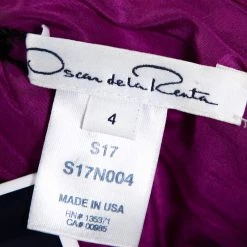 Oscar de la Renta
4
S17
S17N004
MADE IN USA
RN# 135371
CA# 00985